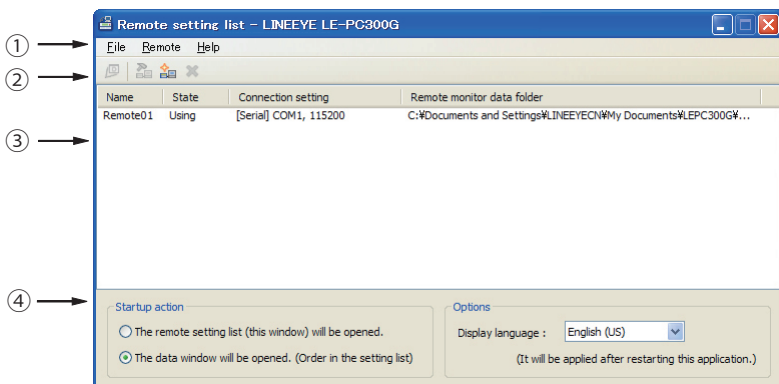 Remote setting list - LINEEYE LE-PC300G
① File Remote Help
②
Name State Connection setting Remote monitor data folder
Remote01 Using [Serial] COM1, 115200 C:¥Documents and Settings¥LINEEYECN¥My Documents¥LEPC300G¥...
③
④
Startup action
The remote setting list (this window) will be opened.
The data window will be opened. (Order in the setting list)
Options
Display language : English (US)
(It will be applied after restarting this application.)